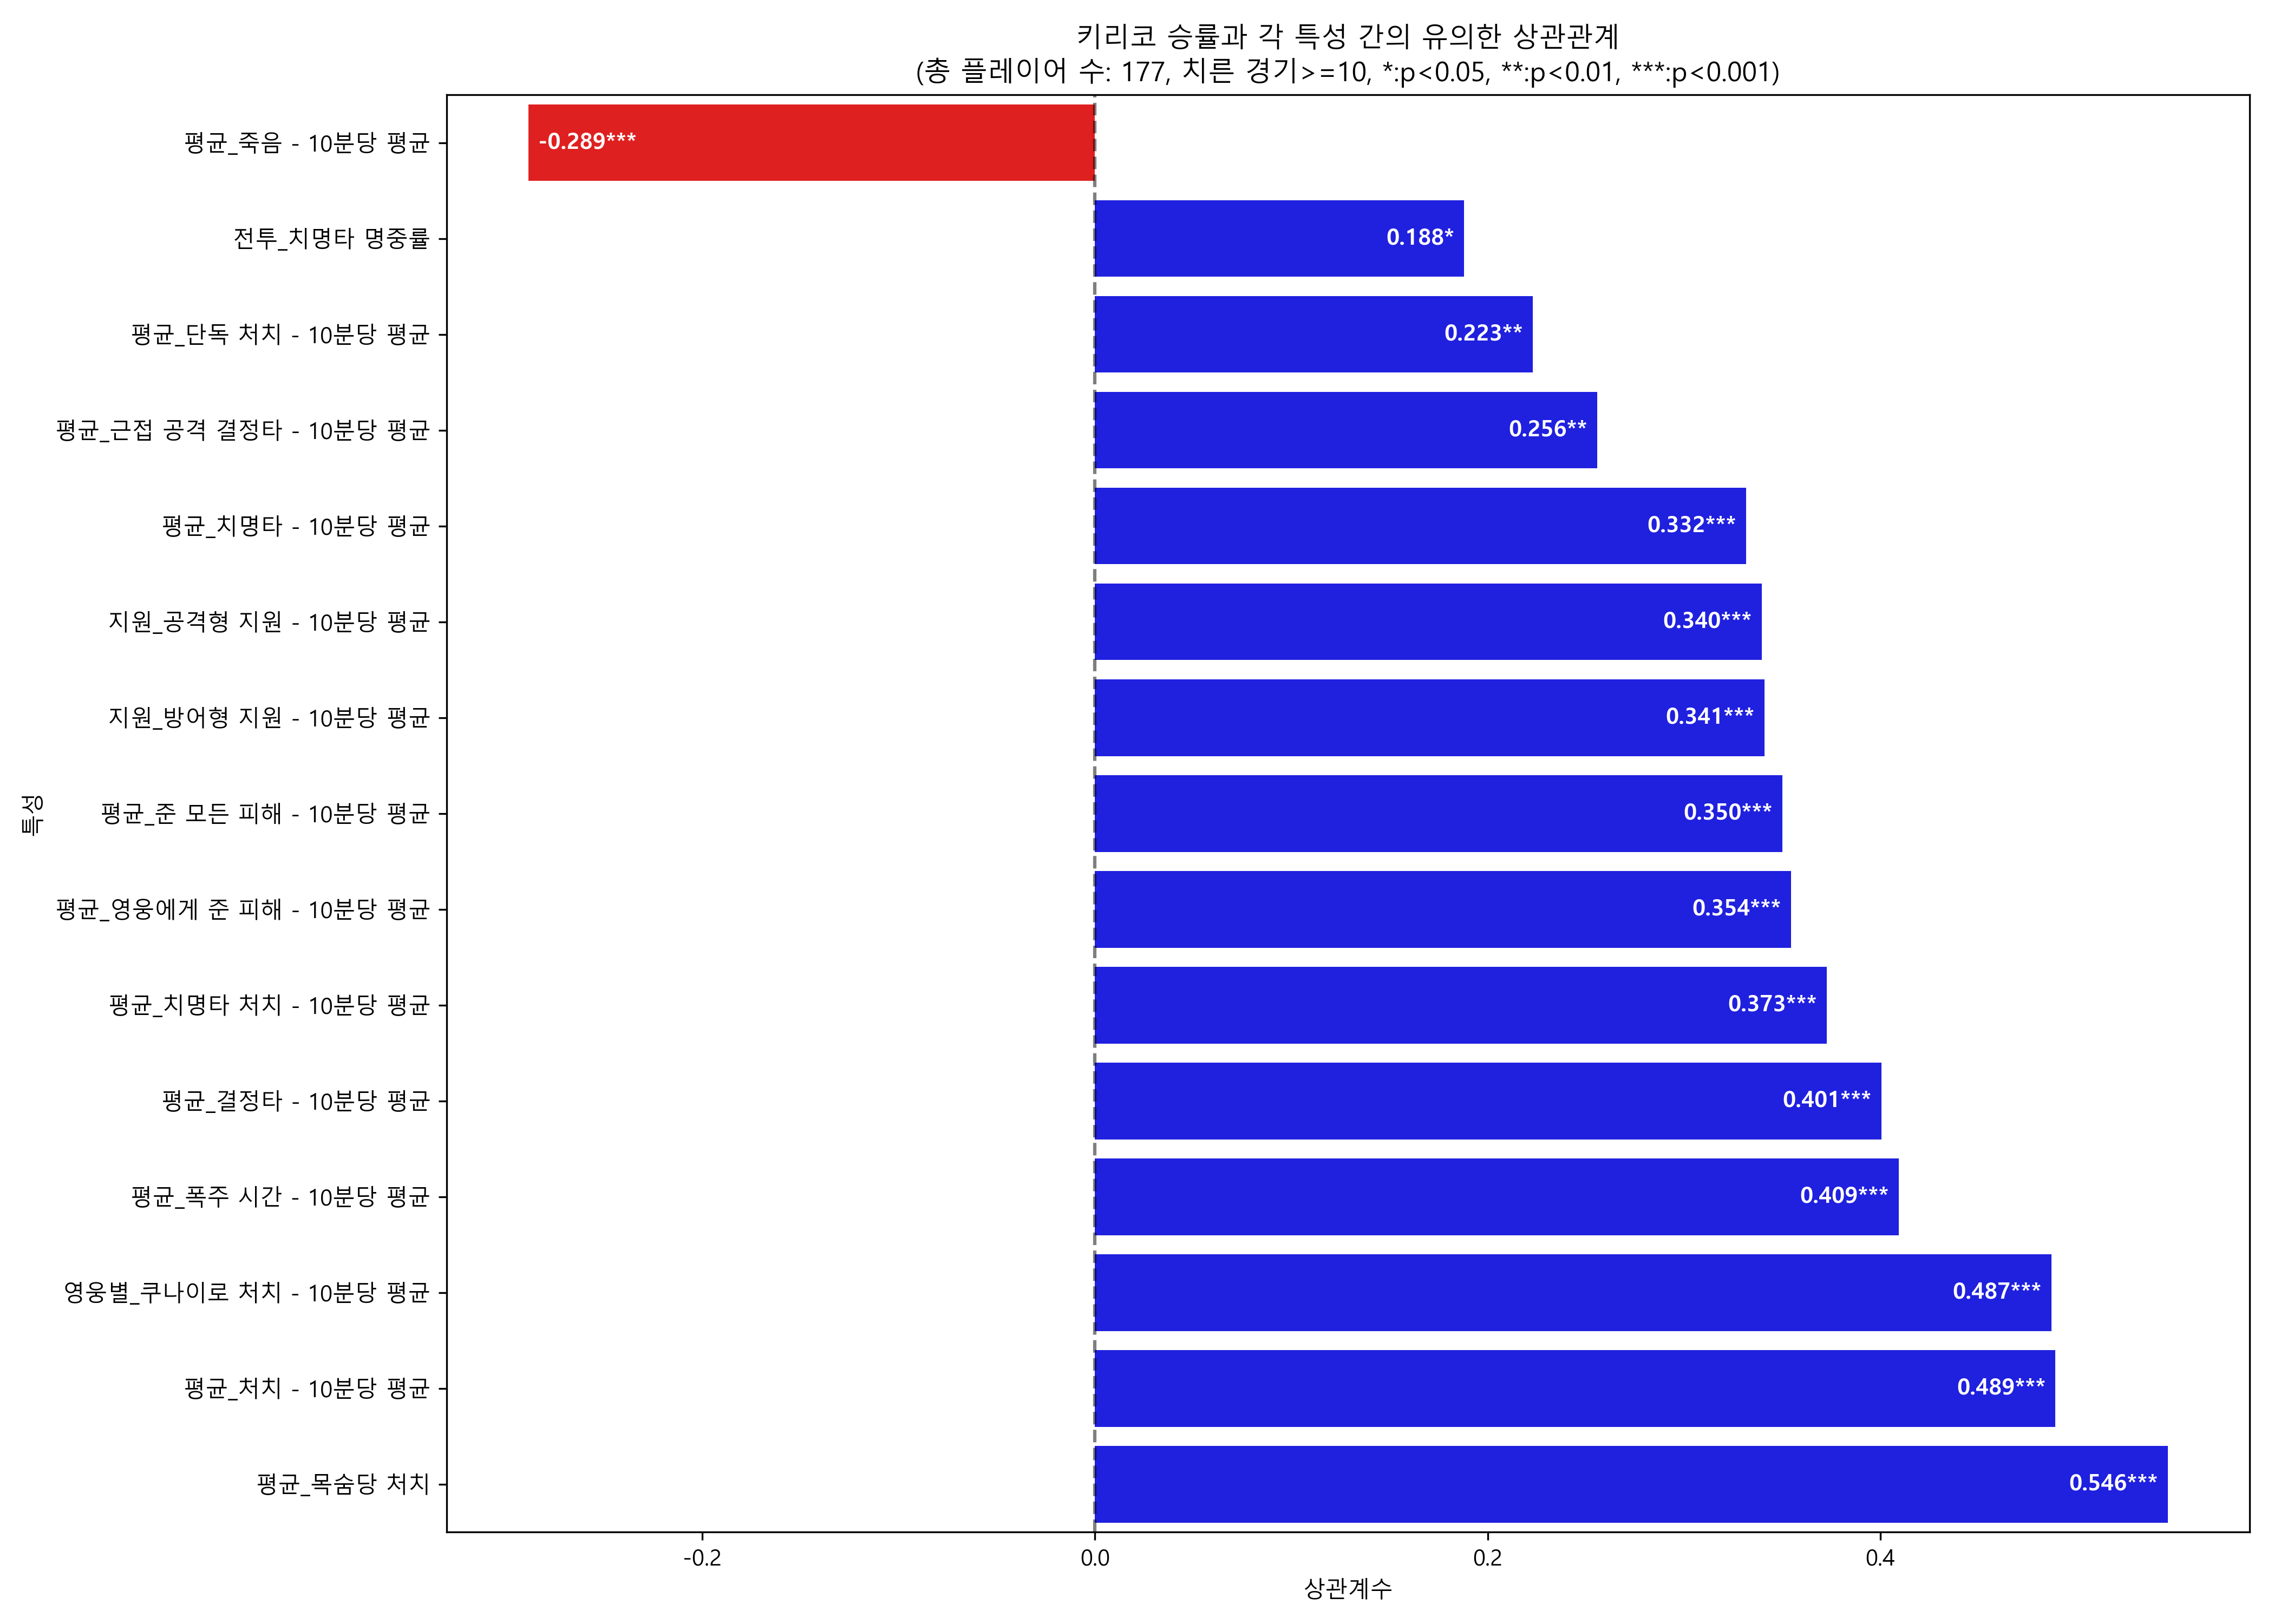 키리코 승률과 각 특성 간의 유의한 상관관계
(총 플레이어 수: 177, 치른 경기>=10, *:p<0.05, **:p<0.01, ***:p<0.001)
특성
평균_죽음 - 10분당 평균
-0.289***
전투_치명타 명중률
0.188*
평균_단독 처치 - 10분당 평균
0.223**
평균_근접 공격 결정타 - 10분당 평균
0.256**
평균_치명타 - 10분당 평균
0.332***
지원_공격형 지원 - 10분당 평균
0.340***
지원_방어형 지원 - 10분당 평균
0.341***
평균_준 모든 피해 - 10분당 평균
0.350***
평균_영웅에게 준 피해 - 10분당 평균
0.354***
평균_치명타 처치 - 10분당 평균
0.373***
평균_결정타 - 10분당 평균
0.401***
평균_폭주 시간 - 10분당 평균
0.409***
영웅별_쿠나이로 처치 - 10분당 평균
0.487***
평균_처치 - 10분당 평균
0.489***
평균_목숨당 처치
0.546***
-0.2
0.0
0.2
0.4
상관계수